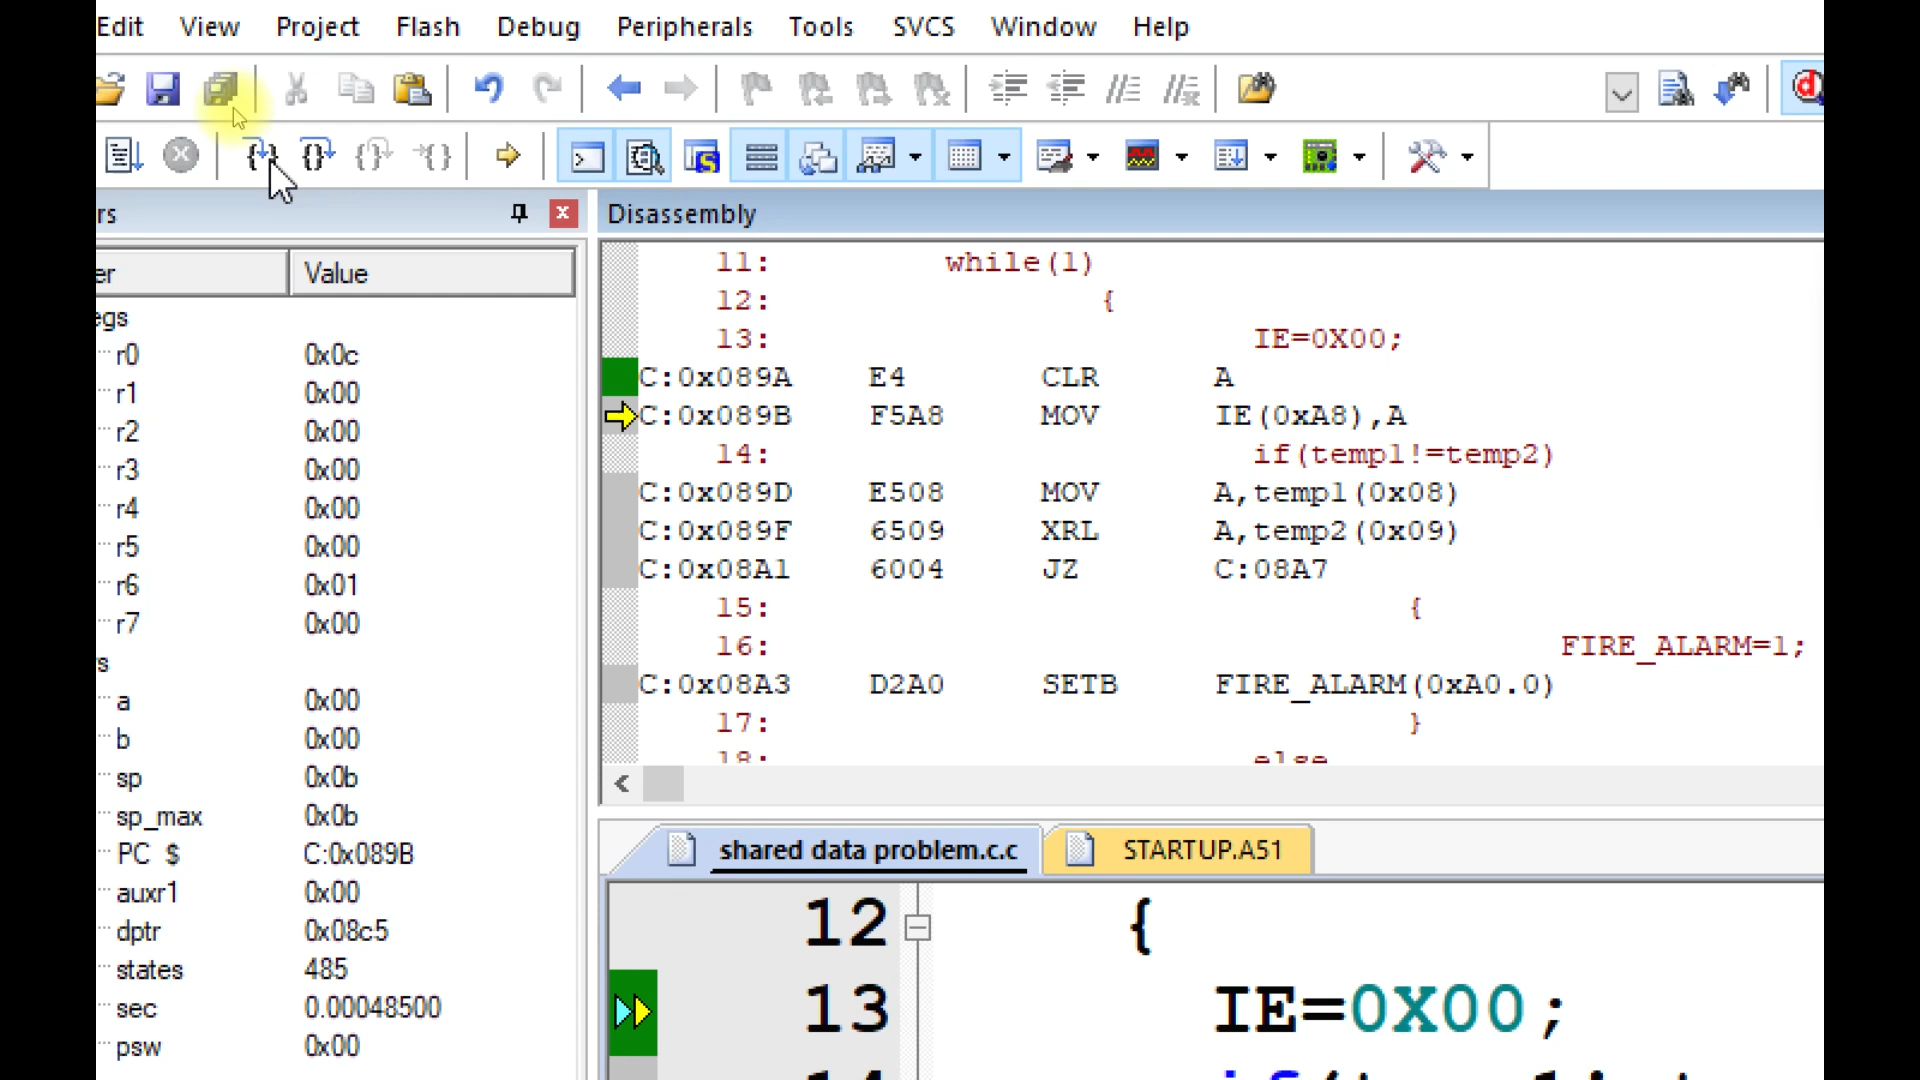 Edit View Project Flash Debug Peripherals Tools SVCS Window Help
rs
Disassembly
er Value
egs
r0 0x0c
r1 0x00
r2 0x00
r3 0x00
r4 0x00
r5 0x00
r6 0x01
r7 0x00
rs
a 0x00
b 0x00
sp 0x0b
sp_max 0x0b
PC $ C:0x089B
auxr1 0x00
dptr 0x08c5
states 485
sec 0.00048500
psw 0x00
11: while(1)
12: {
13: IE=0X00;
C:0x089A E4 CLR A
C:0x089B F5A8 MOV IE(0xA8),A
14: if(temp1!=temp2)
C:0x089D E508 MOV A,temp1(0x08)
C:0x089F 6509 XRL A,temp2(0x09)
C:0x08A1 6004 JZ C:08A7
15: {
16: FIRE_ALARM=1;
C:0x08A3 D2A0 SETB FIRE_ALARM(0xA0.0)
17: }
18: else
shared data problem.c.c STARTUP.A51
12 {
13 IE=0X00;